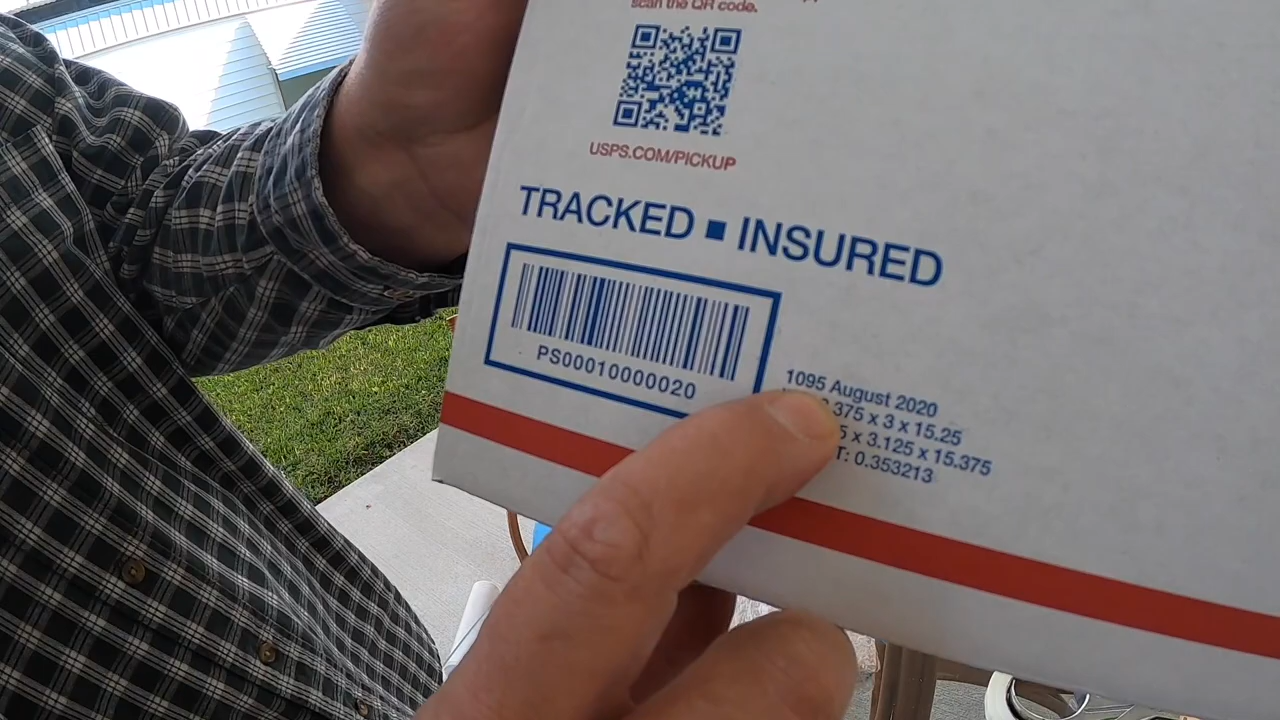 scan the QR code.
USPS.COM/PICKUP
TRACKED ■ INSURED
PS00010000020
1095 August 2020
.375 x 3 x 15.25
5 x 3.125 x 15.375
T: 0.353213